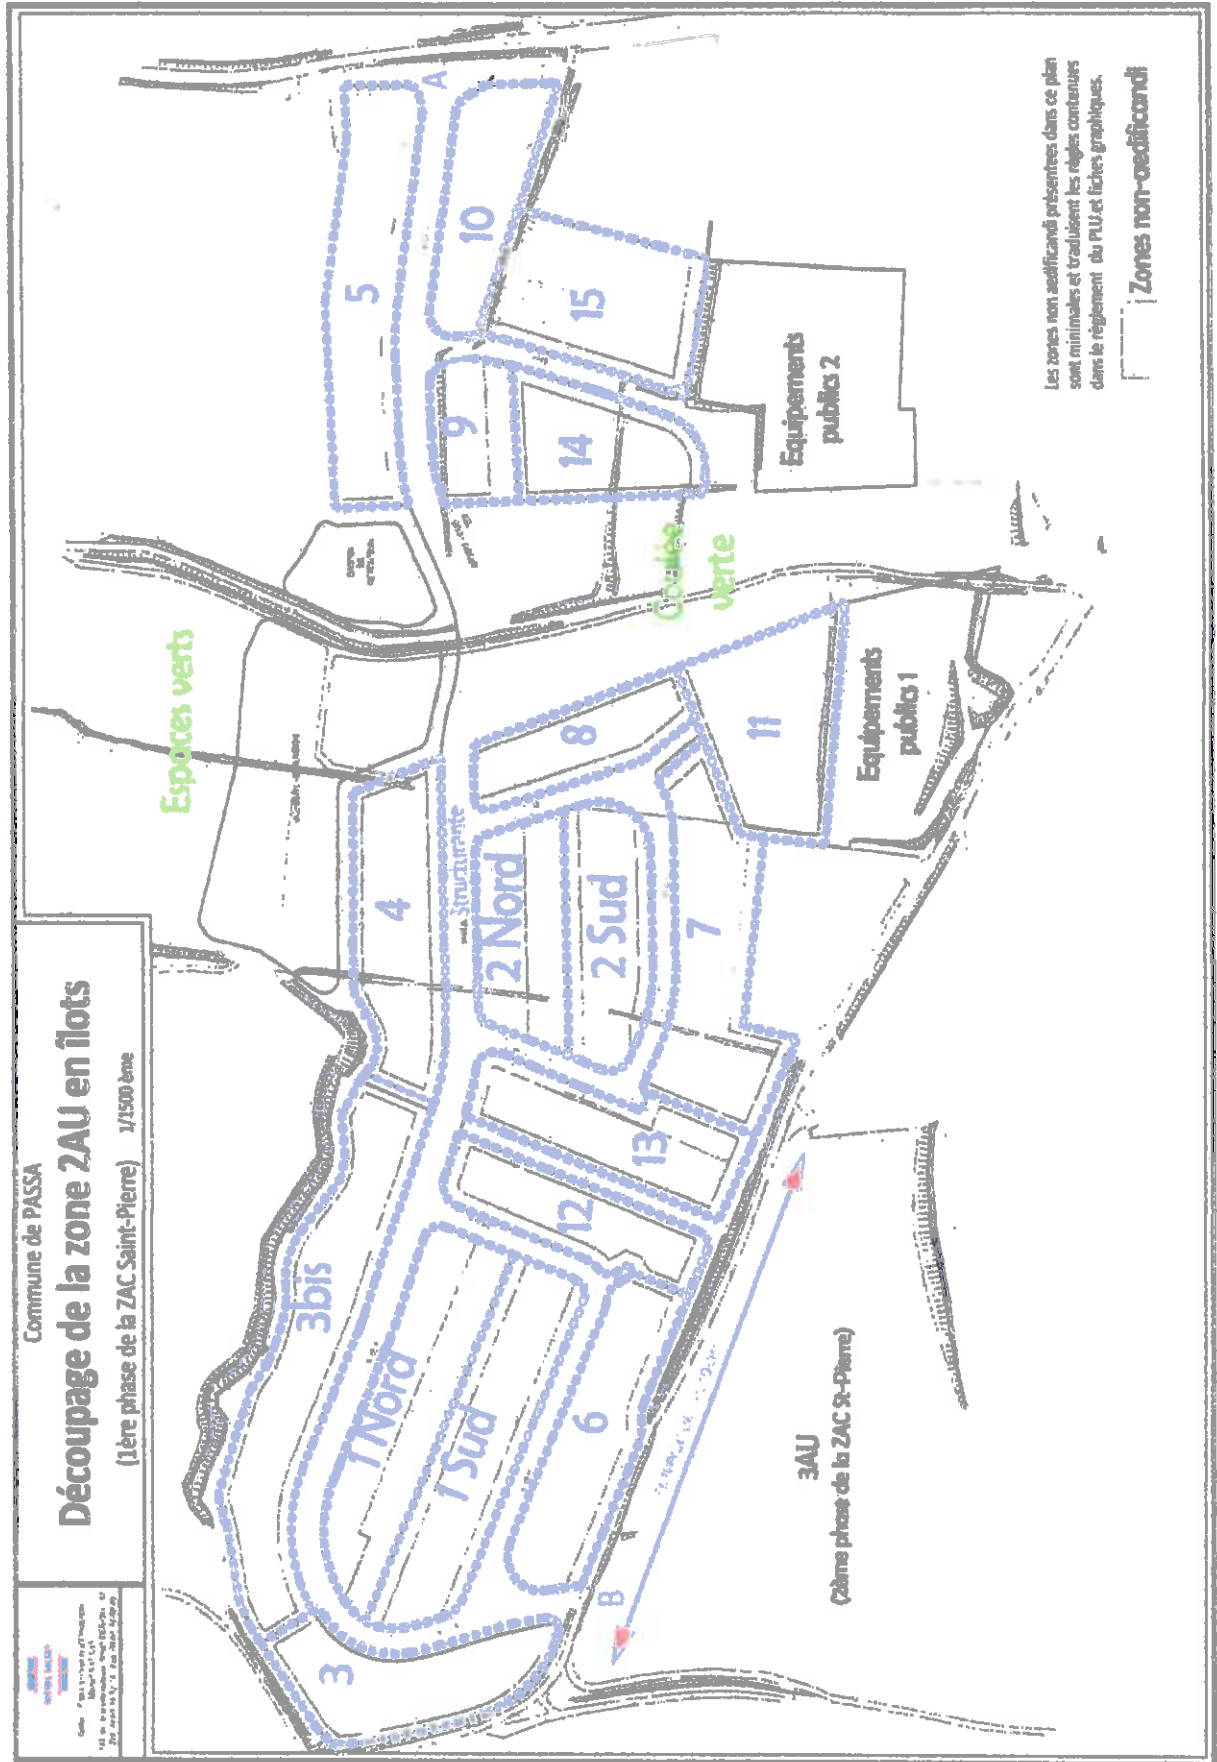 Commune de PASSA
Découpage de la zone 2AU en îlots
(1ère phase de la ZAC Saint-Pierre) 1/1500 ème
Espaces verts
3
3bis
4
5
1 Nord
1 Sud
2 Nord
2 Sud
Structurante
6
7
8
9
10
11
12
13
14
15
A
B
Coulée
verte
Equipements
publics 1
Equipements
publics 2
3AU
(2ème phase de la ZAC St-Pierre)
Les zones non aedificandi présentées dans ce plan
sont minimales et traduisent les règles contenues
dans le règlement du PLU et fiches graphiques.
Zones non-aedificandi